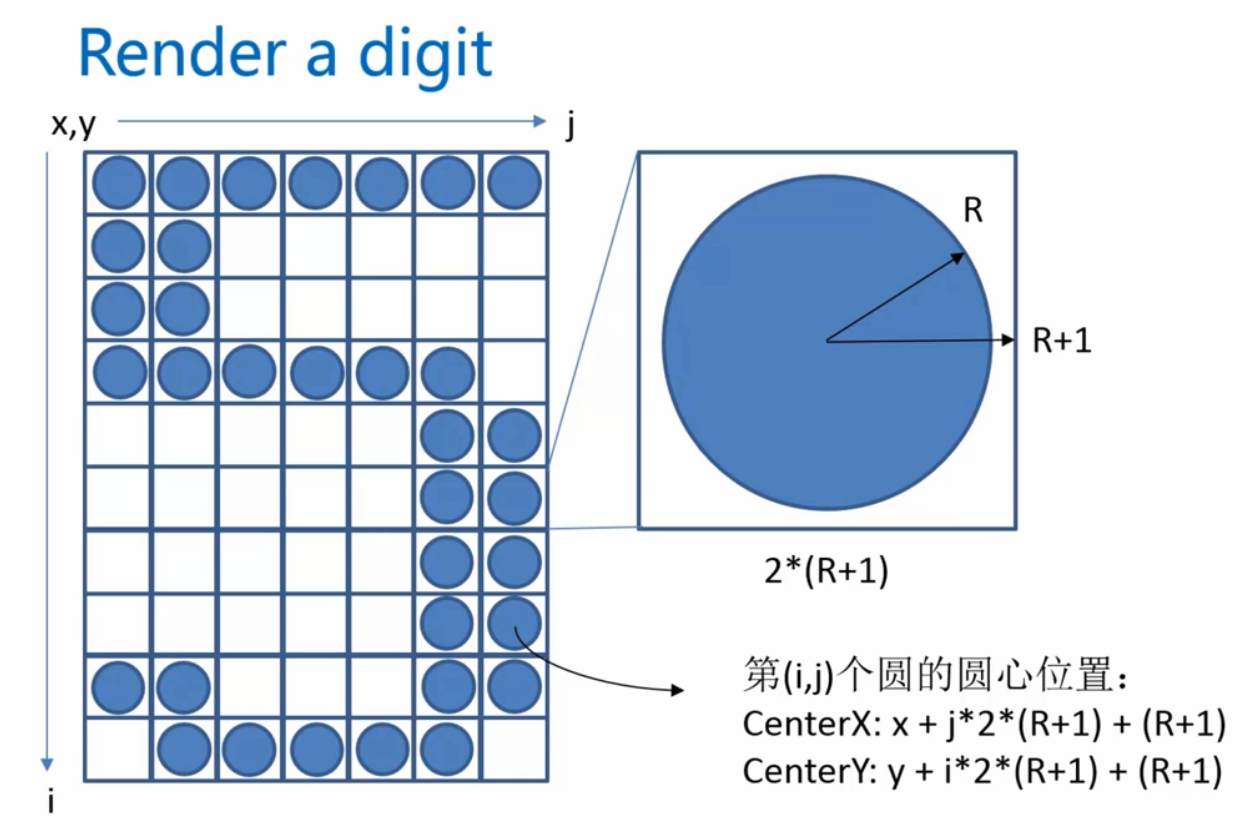 Render a digit
x,y
j
R
R+1
2*(R+1)
第(i,j)个圆的圆心位置：
CenterX: x + j*2*(R+1) + (R+1)
CenterY: y + i*2*(R+1) + (R+1)
i